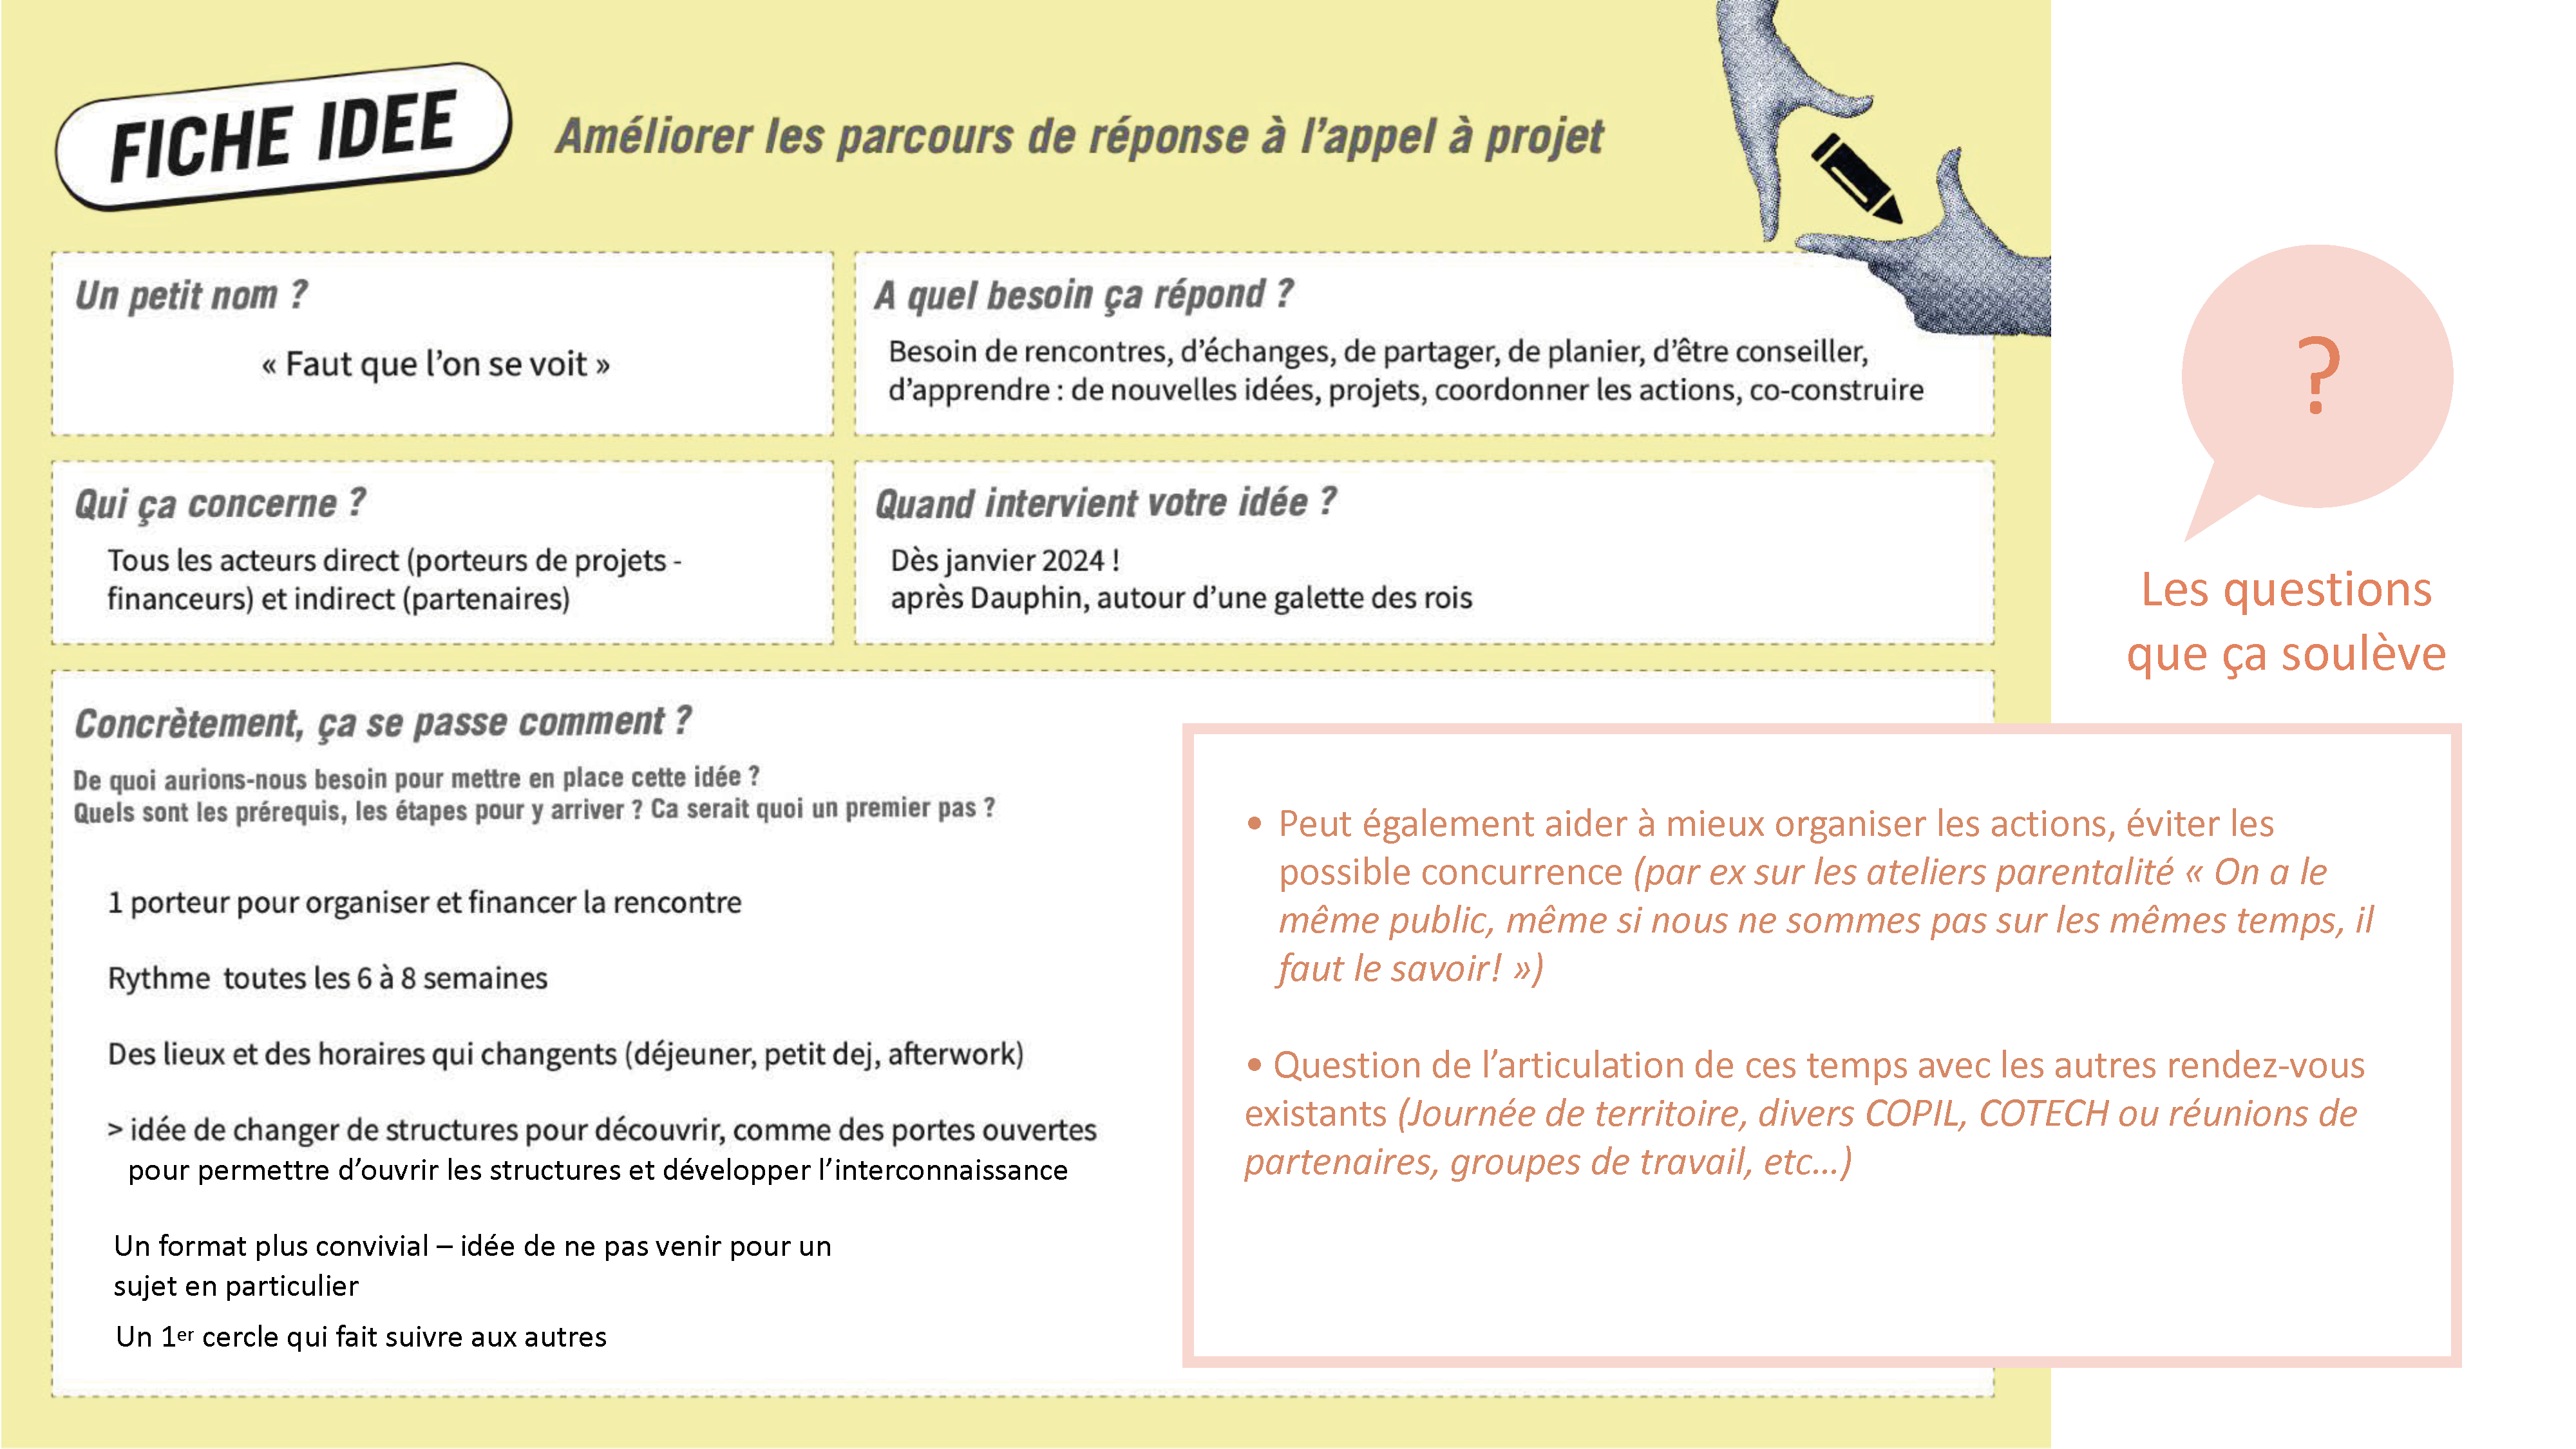 FICHE IDEE
Améliorer les parcours de réponse à l'appel à projet
Un petit nom ?
« Faut que l'on se voit »
A quel besoin ça répond ?
Besoin de rencontres, d'échanges, de partager, de planier, d'être conseiller,
d'apprendre : de nouvelles idées, projets, coordonner les actions, co-construire
Qui ça concerne ?
Tous les acteurs direct (porteurs de projets -
financeurs) et indirect (partenaires)
Quand intervient votre idée ?
Dès janvier 2024 !
après Dauphin, autour d'une galette des rois
Concrètement, ça se passe comment ?
De quoi aurions-nous besoin pour mettre en place cette idée ?
Quels sont les prérequis, les étapes pour y arriver ? Ca serait quoi un premier pas ?
1 porteur pour organiser et financer la rencontre
Rythme toutes les 6 à 8 semaines
Des lieux et des horaires qui changents (déjeuner, petit dej, afterwork)
> idée de changer de structures pour découvrir, comme des portes ouvertes
pour permettre d'ouvrir les structures et développer l'interconnaissance
Un format plus convivial – idée de ne pas venir pour un
sujet en particulier
Un 1er cercle qui fait suivre aux autres
?
Les questions
que ça soulève
• Peut également aider à mieux organiser les actions, éviter les
possible concurrence (par ex sur les ateliers parentalité « On a le
même public, même si nous ne sommes pas sur les mêmes temps, il
faut le savoir! »)
• Question de l'articulation de ces temps avec les autres rendez-vous
existants (Journée de territoire, divers COPIL, COTECH ou réunions de
partenaires, groupes de travail, etc…)